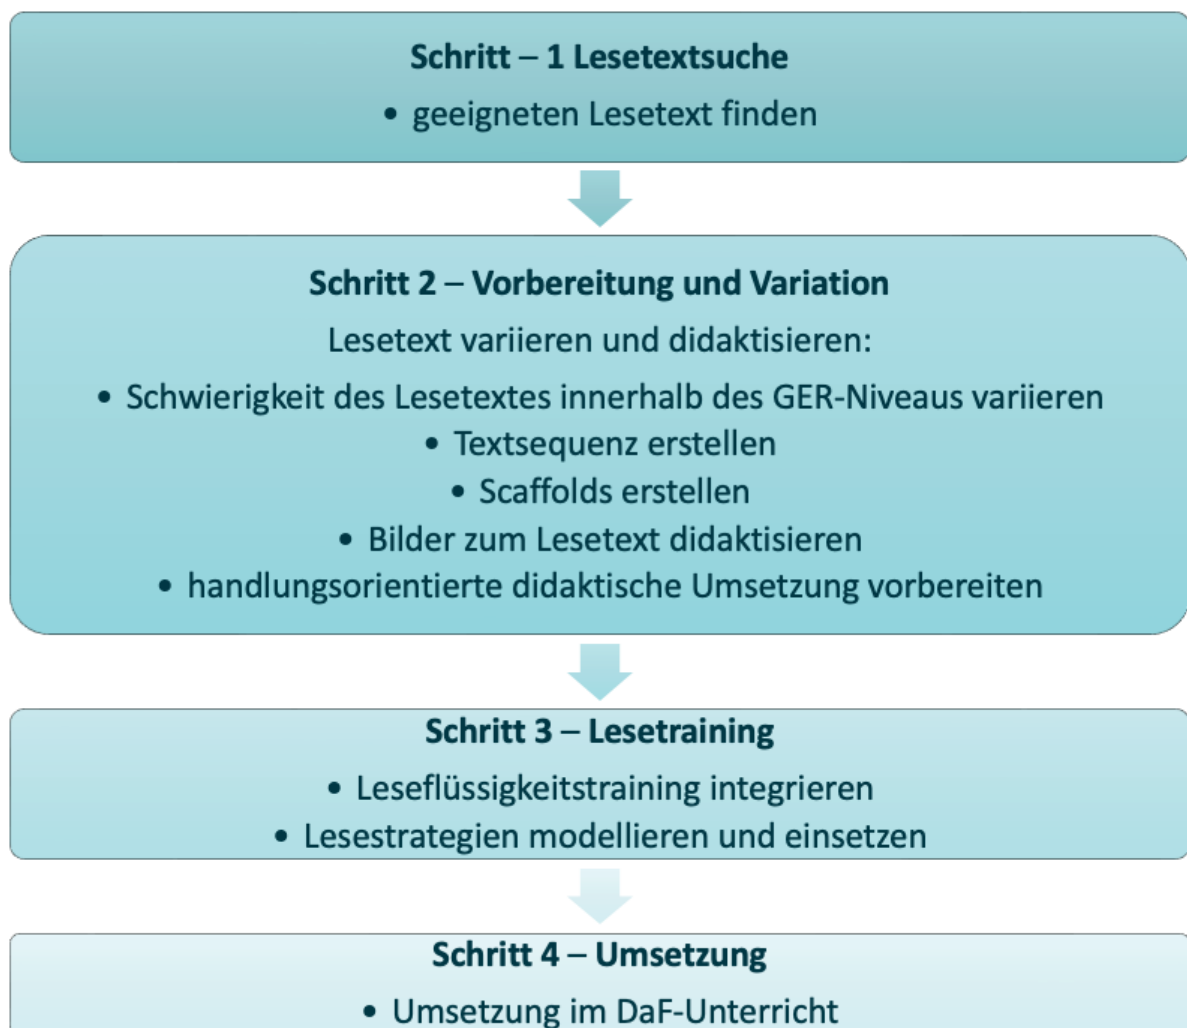 Schritt – 1 Lesetextsuche
• geeigneten Lesetext finden
Schritt 2 – Vorbereitung und Variation
Lesetext variieren und didaktisieren:
• Schwierigkeit des Lesetextes innerhalb des GER-Niveaus variieren
• Textsequenz erstellen
• Scaffolds erstellen
• Bilder zum Lesetext didaktisieren
• handlungsorientierte didaktische Umsetzung vorbereiten
Schritt 3 – Lesetraining
• Leseflüssigkeitstraining integrieren
• Lesestrategien modellieren und einsetzen
Schritt 4 – Umsetzung
• Umsetzung im DaF-Unterricht